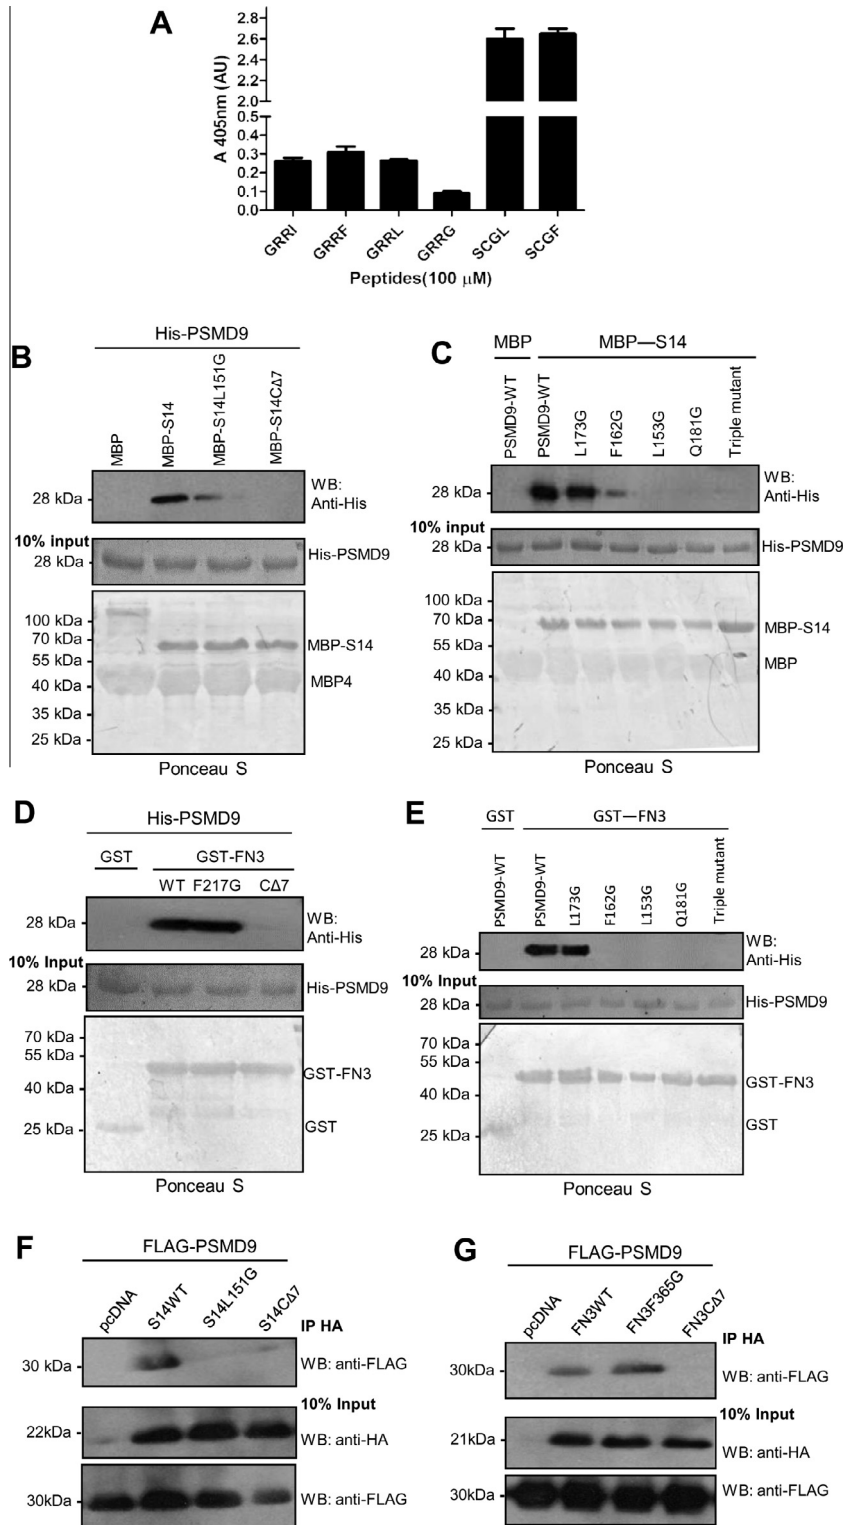 A
A 405nm (AU)
2.8
2.6
2.4
2.2
2.0
0.5
0.4
0.3
0.2
0.1
0.0
GRRI GRRF GRRL GRRG SCGL SCGF
Peptides(100 µM)
B
His-PSMD9
MBP MBP-S14 MBP-S14L151G MBP-S14CΔ7
28 kDa
WB:
Anti-His
10% input
28 kDa
His-PSMD9
100 kDa
70 kDa
55 kDa
40 kDa
35 kDa
25 kDa
MBP-S14
MBP4
Ponceau S
C
MBP MBP—S14
PSMD9-WT PSMD9-WT L173G F162G L153G Q181G Triple mutant
28 kDa
WB:
Anti-His
10% input
28 kDa
His-PSMD9
100 kDa
70 kDa
55 kDa
40 kDa
35 kDa
25 kDa
MBP-S14
MBP
Ponceau S
D
His-PSMD9
GST GST-FN3
WT F217G CΔ7
28 kDa
WB:
Anti-His
10% Input
28 kDa
His-PSMD9
70 kDa
55 kDa
40 kDa
25 kDa
GST-FN3
GST
Ponceau S
E
GST GST—FN3
PSMD9-WT PSMD9-WT L173G F162G L153G Q181G Triple mutant
28 kDa
WB:
Anti-His
10% Input
28 kDa
His-PSMD9
70 kDa
55 kDa
40 kDa
25 kDa
GST-FN3
GST
Ponceau S
F
FLAG-PSMD9
pcDNA S14WT S14L151G S14CΔ7
IP HA
30 kDa
WB: anti-FLAG
10% Input
22kDa
WB: anti-HA
30kDa
WB: anti-FLAG
G
FLAG-PSMD9
pcDNA FN3WT FN3F365G FN3CΔ7
IP HA
30kDa
WB: anti-FLAG
10% Input
21kDa
WB: anti-HA
30kDa
WB: anti-FLAG